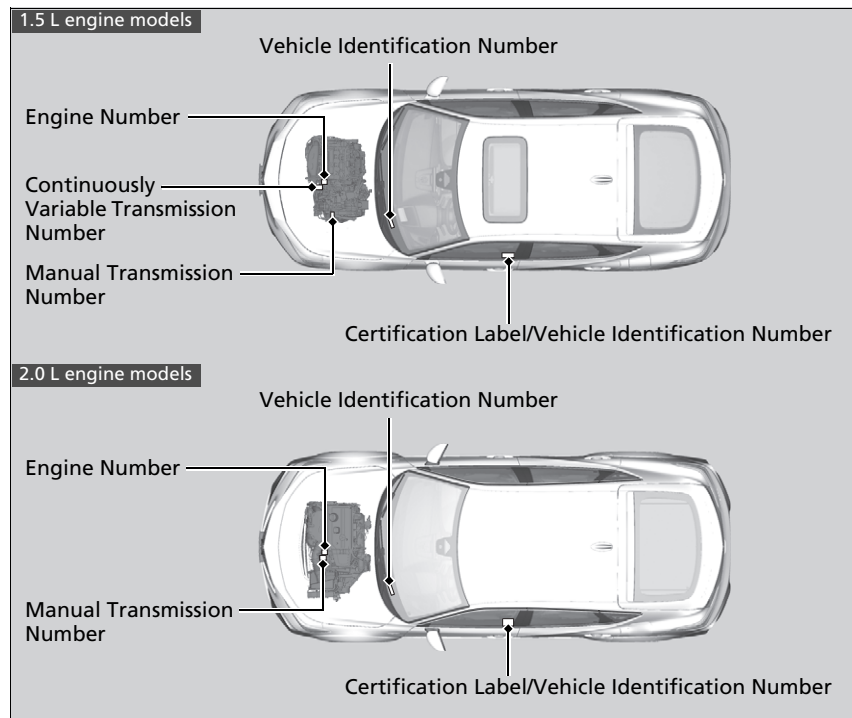 1.5 L engine models
Vehicle Identification Number
Engine Number
Continuously
Variable Transmission
Number
Manual Transmission
Number
Certification Label/Vehicle Identification Number
2.0 L engine models
Vehicle Identification Number
Engine Number
Manual Transmission
Number
Certification Label/Vehicle Identification Number